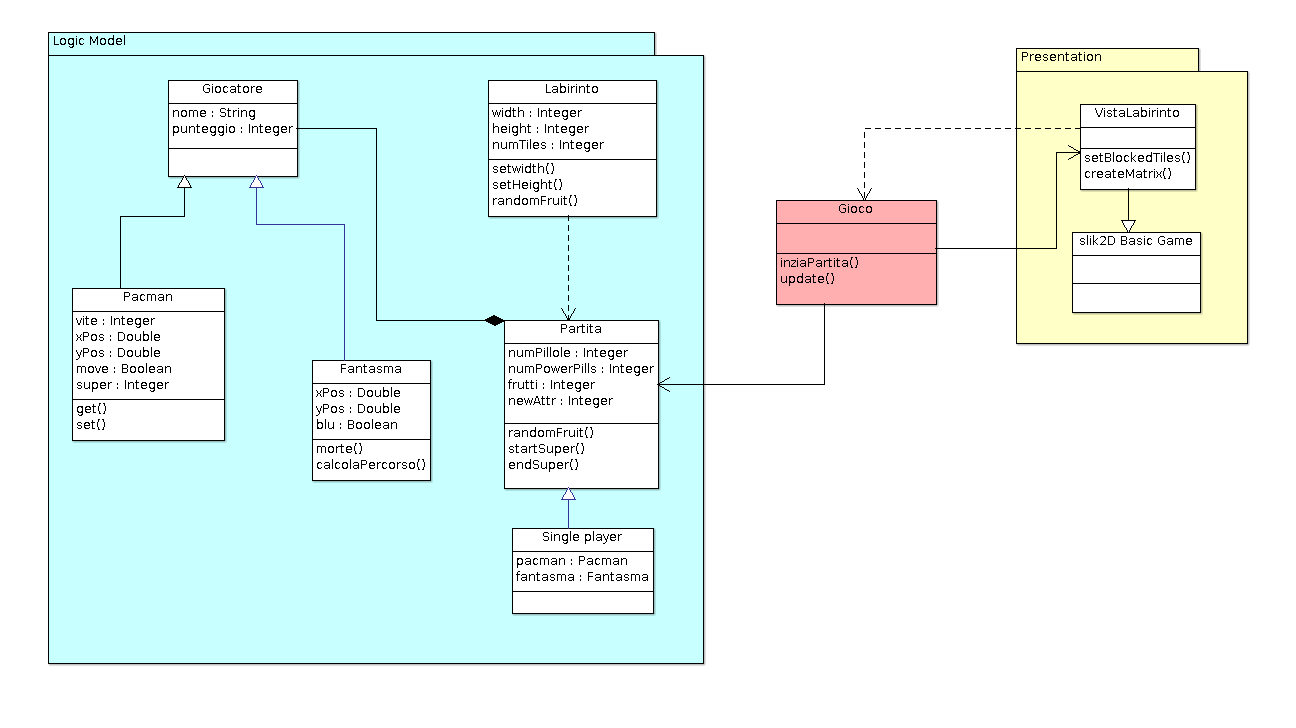 Logic Model
Giocatore
nome : String
punteggio : Integer
Labirinto
width : Integer
height : Integer
numTiles : Integer
setwidth()
setHeight()
randomFruit()
Pacman
vite : Integer
xPos : Double
yPos : Double
move : Boolean
super : Integer
get()
set()
Fantasma
xPos : Double
yPos : Double
blu : Boolean
morte()
calcolaPercorso()
Partita
numPillole : Integer
numPowerPills : Integer
frutti : Integer
newAttr : Integer
randomFruit()
startSuper()
endSuper()
Single player
pacman : Pacman
fantasma : Fantasma
Gioco
inziaPartita()
update()
Presentation
VistaLabirinto
setBlockedTiles()
createMatrix()
slik2D Basic Game